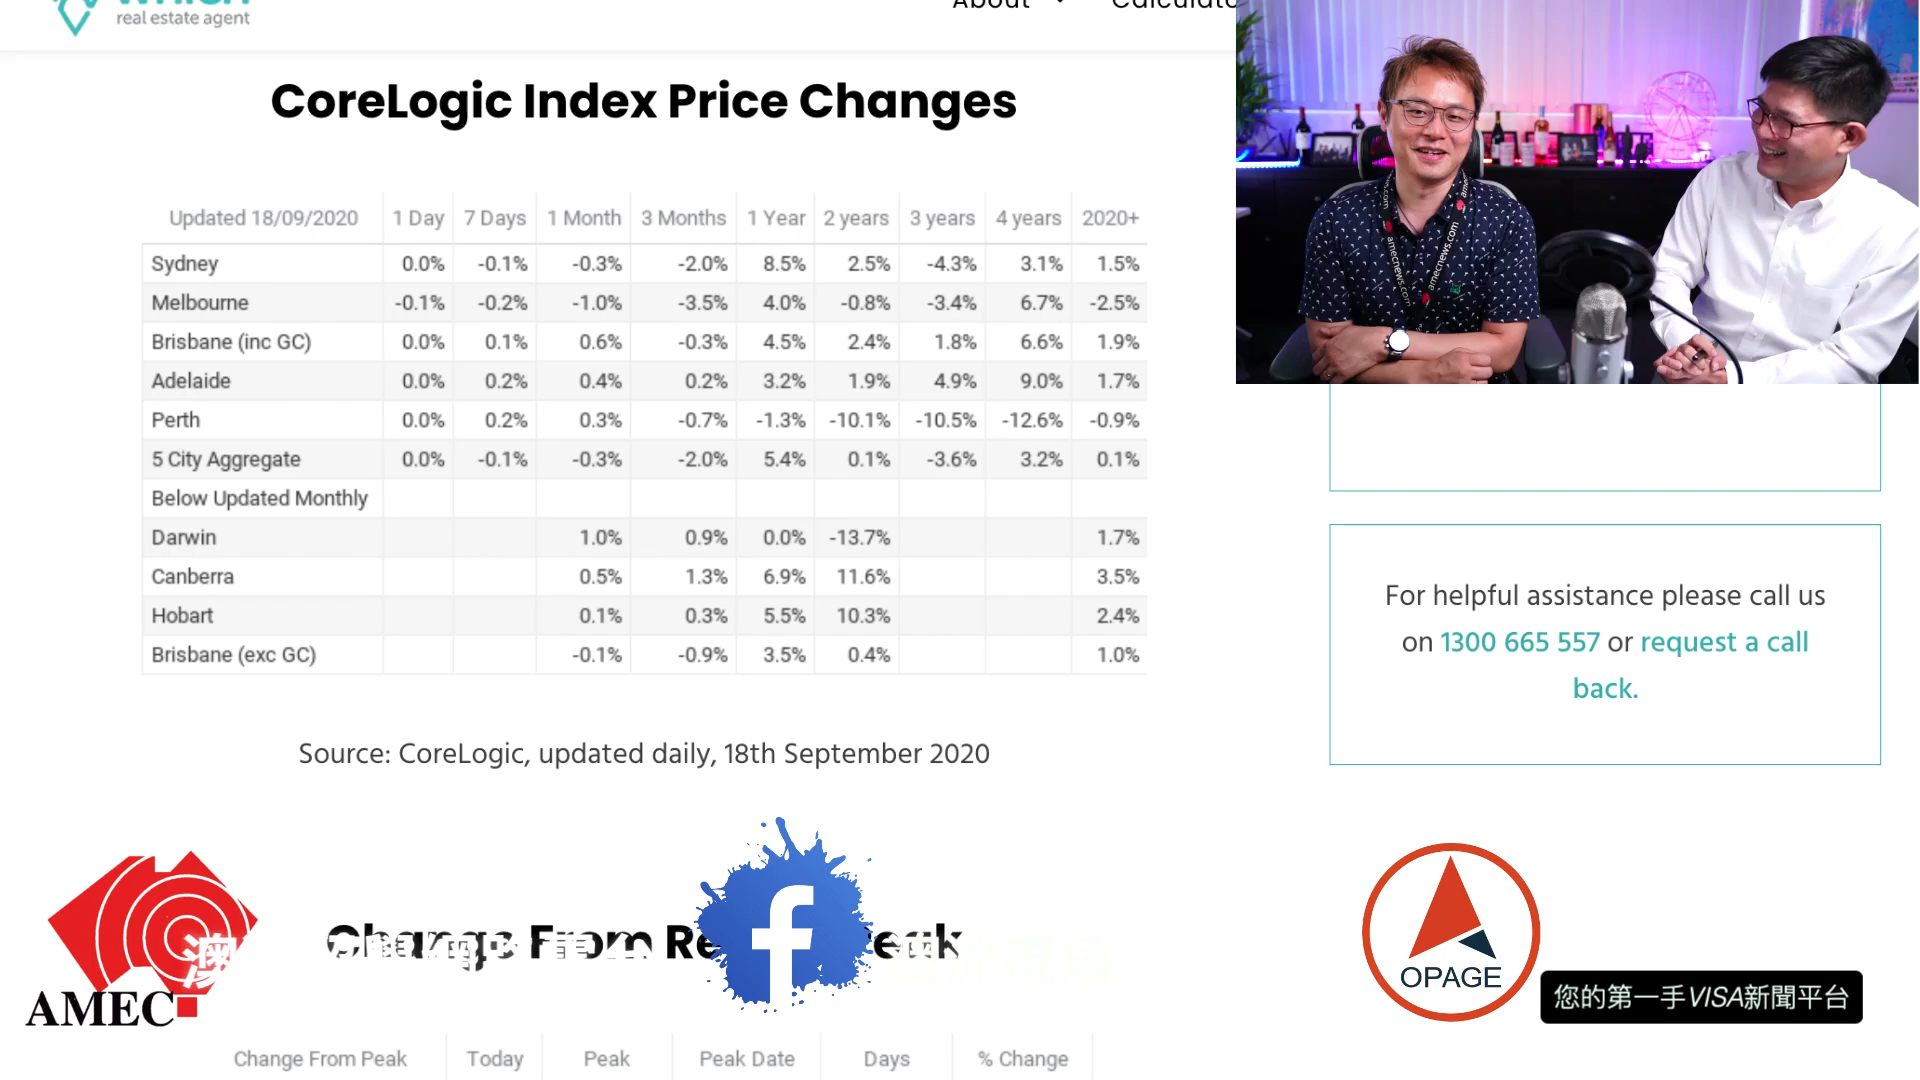 real estate agent
About
CoreLogic Index Price Changes
Updated 18/09/2020 1 Day 7 Days 1 Month 3 Months 1 Year 2 years 3 years 4 years 2020+
Sydney 0.0% -0.1% -0.3% -2.0% 8.5% 2.5% -4.3% 3.1% 1.5%
Melbourne -0.1% -0.2% -1.0% -3.5% 4.0% -0.8% -3.4% 6.7% -2.5%
Brisbane (inc GC) 0.0% 0.1% 0.6% -0.3% 4.5% 2.4% 1.8% 6.6% 1.9%
Adelaide 0.0% 0.2% 0.4% 0.2% 3.2% 1.9% 4.9% 9.0% 1.7%
Perth 0.0% 0.2% 0.3% -0.7% -1.3% -10.1% -10.5% -12.6% -0.9%
5 City Aggregate 0.0% -0.1% -0.3% -2.0% 5.4% 0.1% -3.6% 3.2% 0.1%
Below Updated Monthly
Darwin 1.0% 0.9% 0.0% -13.7% 1.7%
Canberra 0.5% 1.3% 6.9% 11.6% 3.5%
Hobart 0.1% 0.3% 5.5% 10.3% 2.4%
Brisbane (exc GC) -0.1% -0.9% 3.5% 0.4% 1.0%
Source: CoreLogic, updated daily, 18th September 2020
amecnews.com
amecnews.com
For helpful assistance please call us
on 1300 665 557 or request a call
back.
Change From
AMEC
f
OPAGE
您的第一手VISA新聞平台
Change From Peak Today Peak Peak Date Days % Change